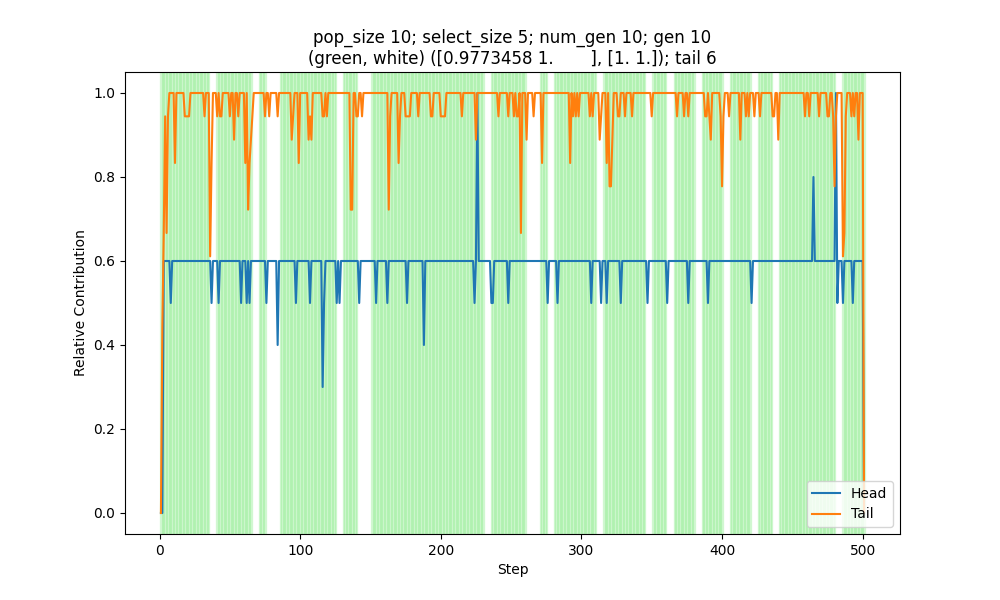 pop_size 10; select_size 5; num_gen 10; gen 10
(green, white) ([0.9773458 1.        ], [1. 1.]); tail 6
1.0
0.8
0.6
0.4
0.2
0.0
Relative Contribution
0 100 200 300 400 500
Step
Head
Tail